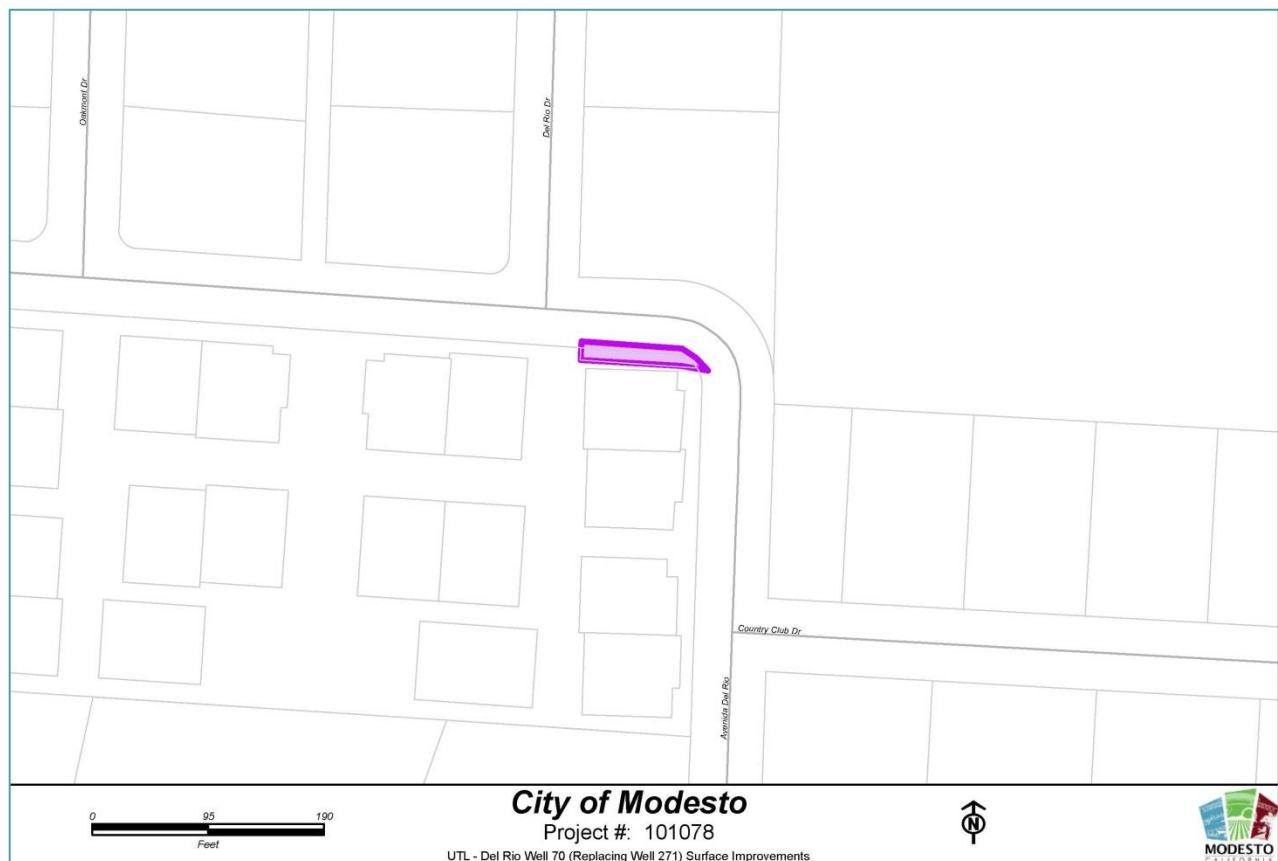 Oakmont Dr
Del Rio Dr
Country Club Dr
Avenida Del Rio
0 95 190
Feet
City of Modesto
Project #: 101078
UTL - Del Rio Well 70 (Replacing Well 271) Surface Improvements
N
MODESTO
CALIFORNIA